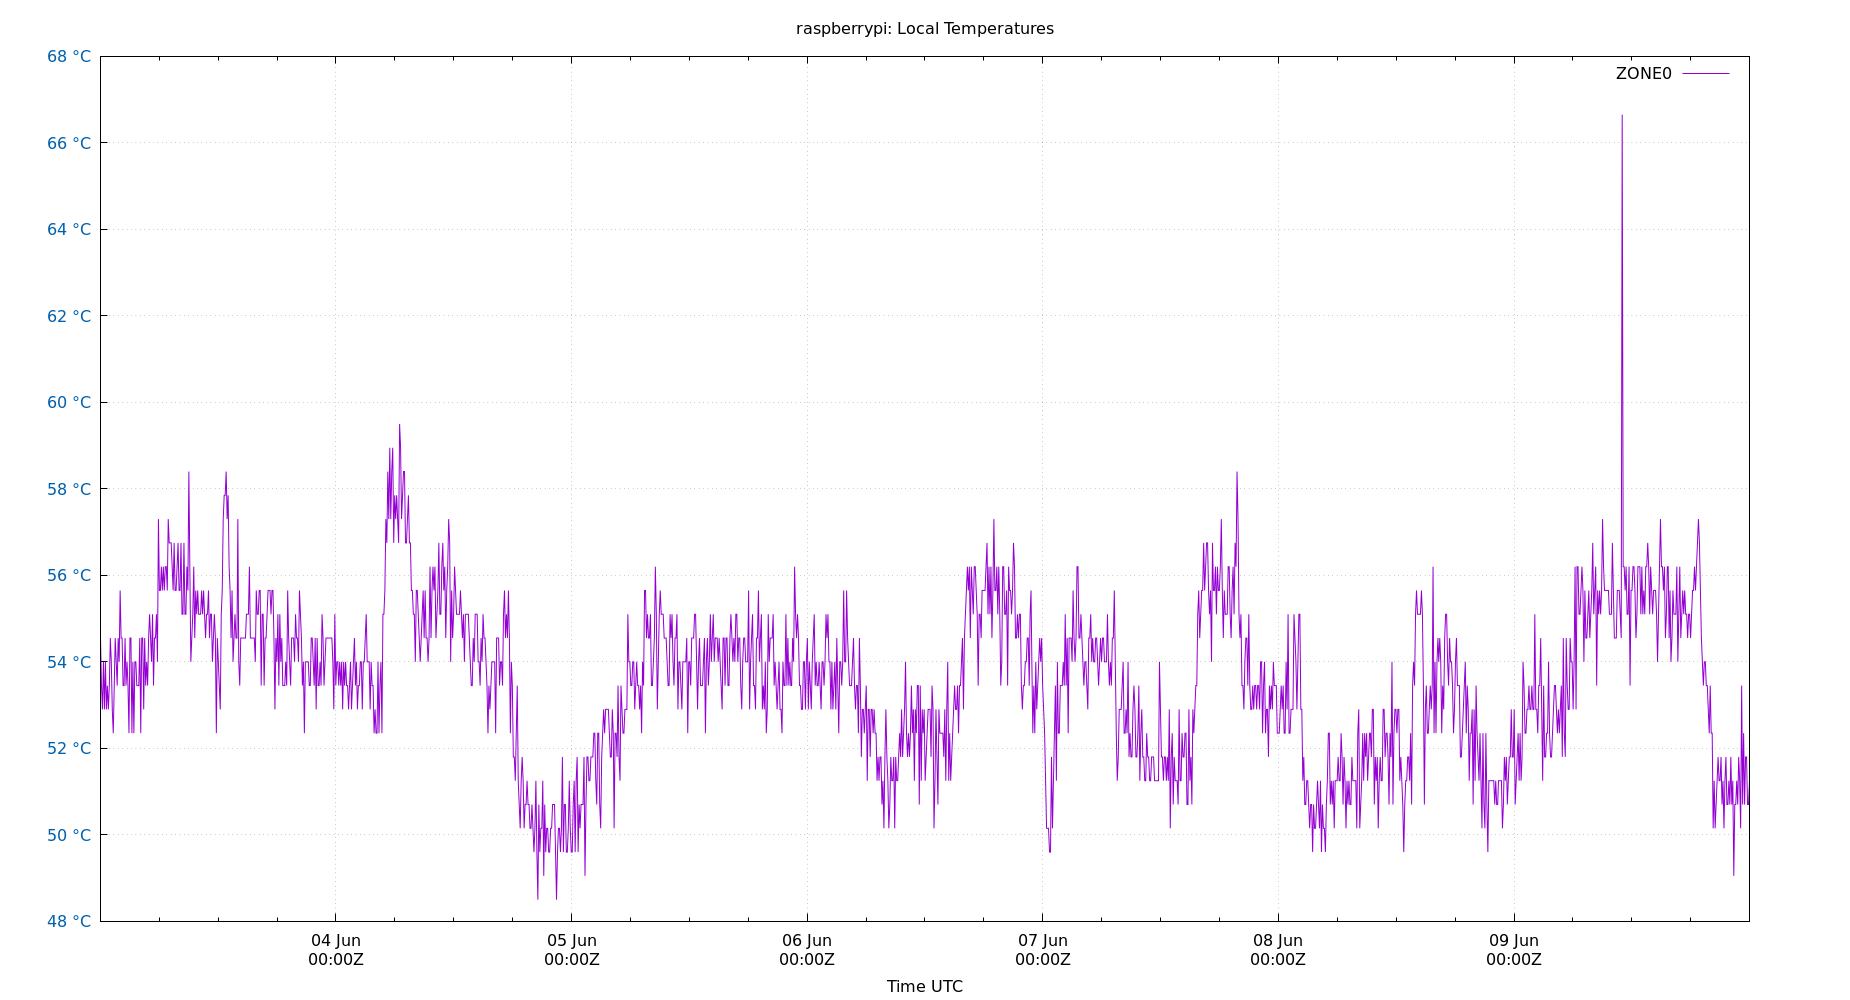 raspberrypi: Local Temperatures
68 °C
ZONE0
66 °C
64 °C
62 °C
60 °C
58 °C
56 °C
54 °C
52 °C
50 °C
48 °C
04 Jun 05 Jun 06 Jun 07 Jun 08 Jun 09 Jun
00:00Z 00:00Z 00:00Z 00:00Z 00:00Z 00:00Z
Time UTC